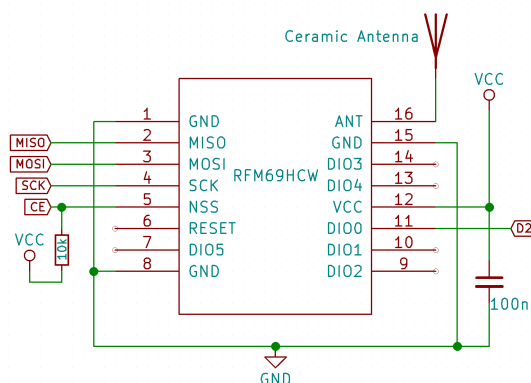 Ceramic Antenna
VCC
1 GND ANT 16
MISO 2 MISO GND 15
MOSI 3 MOSI DIO3 14
SCK 4 SCK RFM69HCW DIO4 13
CE 5 NSS VCC 12
6 RESET DIO0 11 D2
VCC 10k 7 DIO5 DIO1 10
8 GND DIO2 9
100n
GND